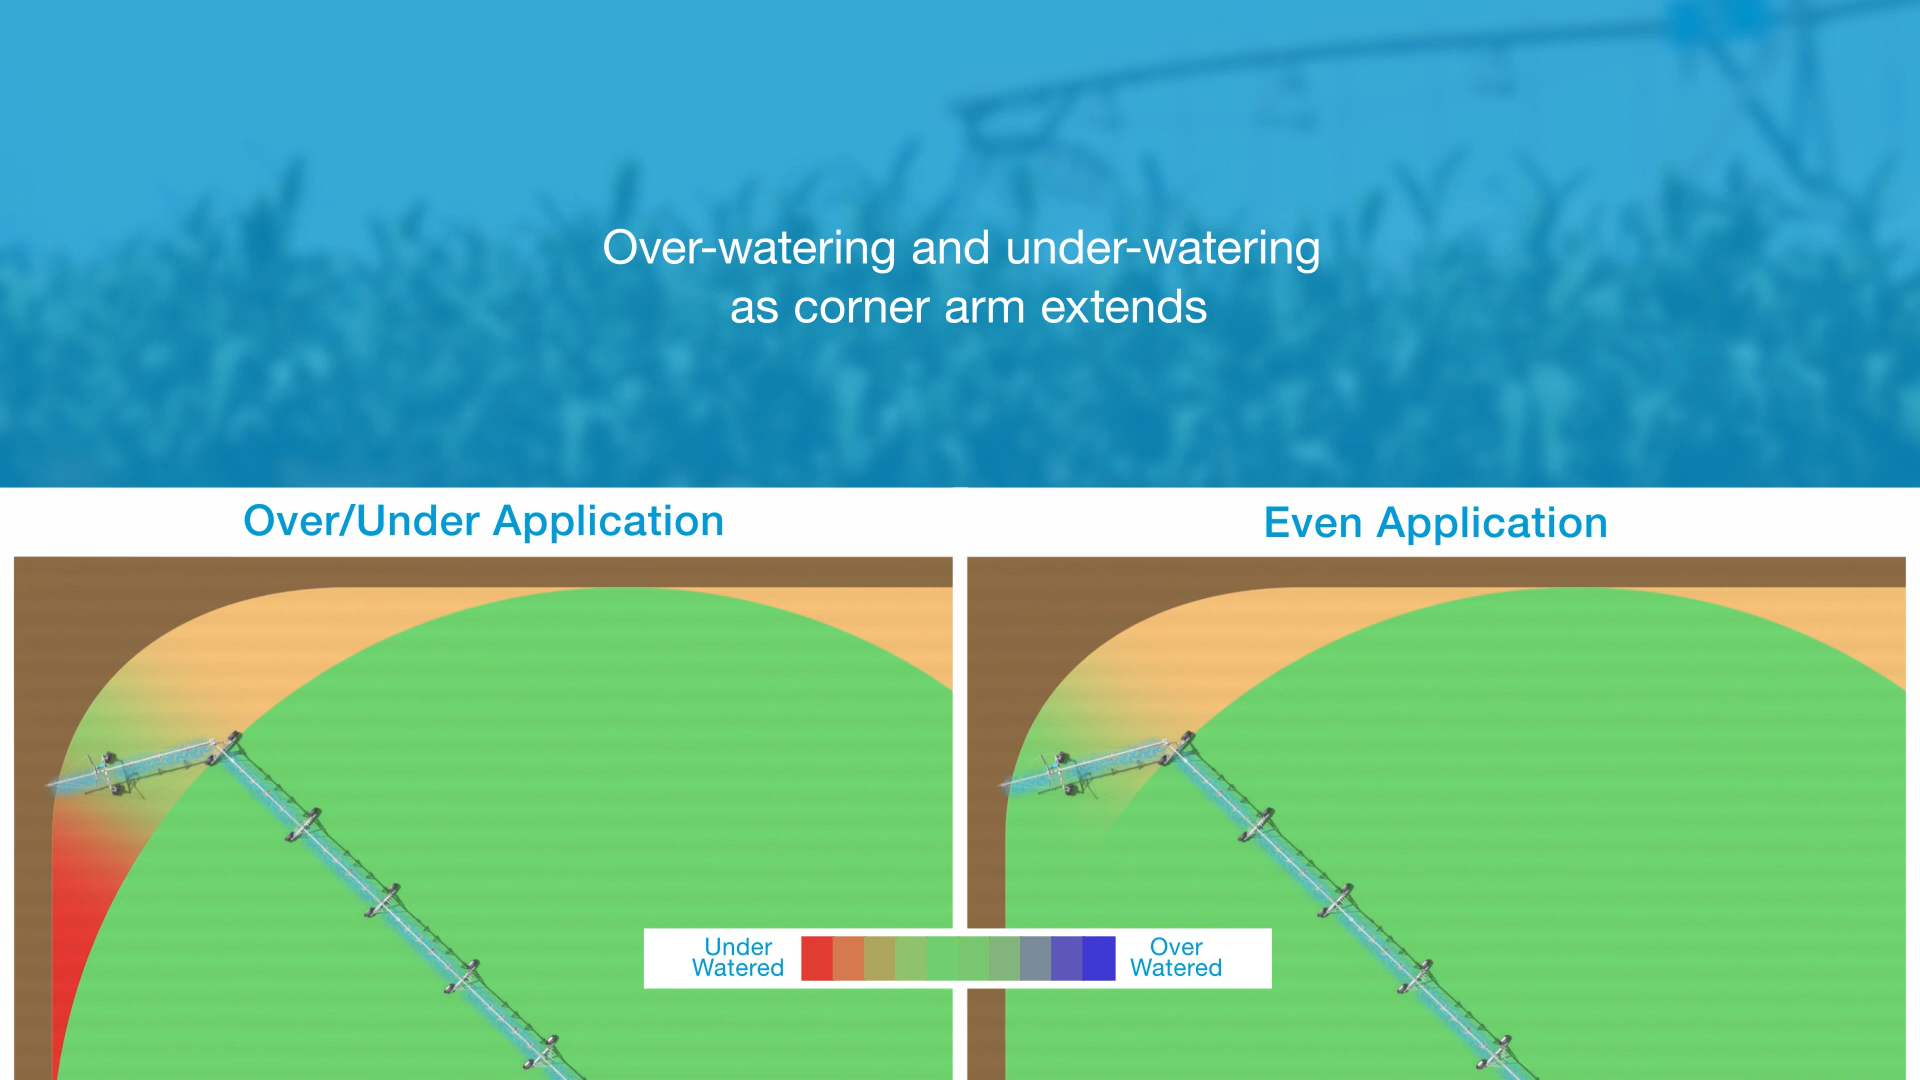 Over-watering and under-watering
as corner arm extends
Over/Under Application
Even Application
Under
Watered
Over
Watered